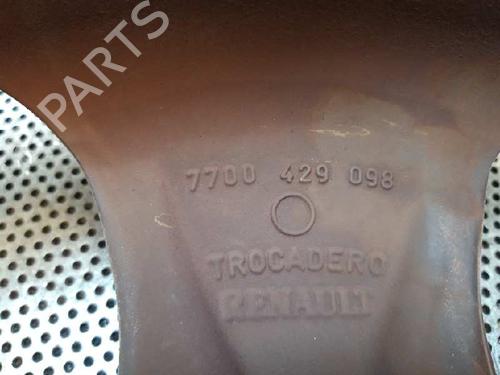 B-PARTS
7700 429 098
TROCADERO
RENAULT